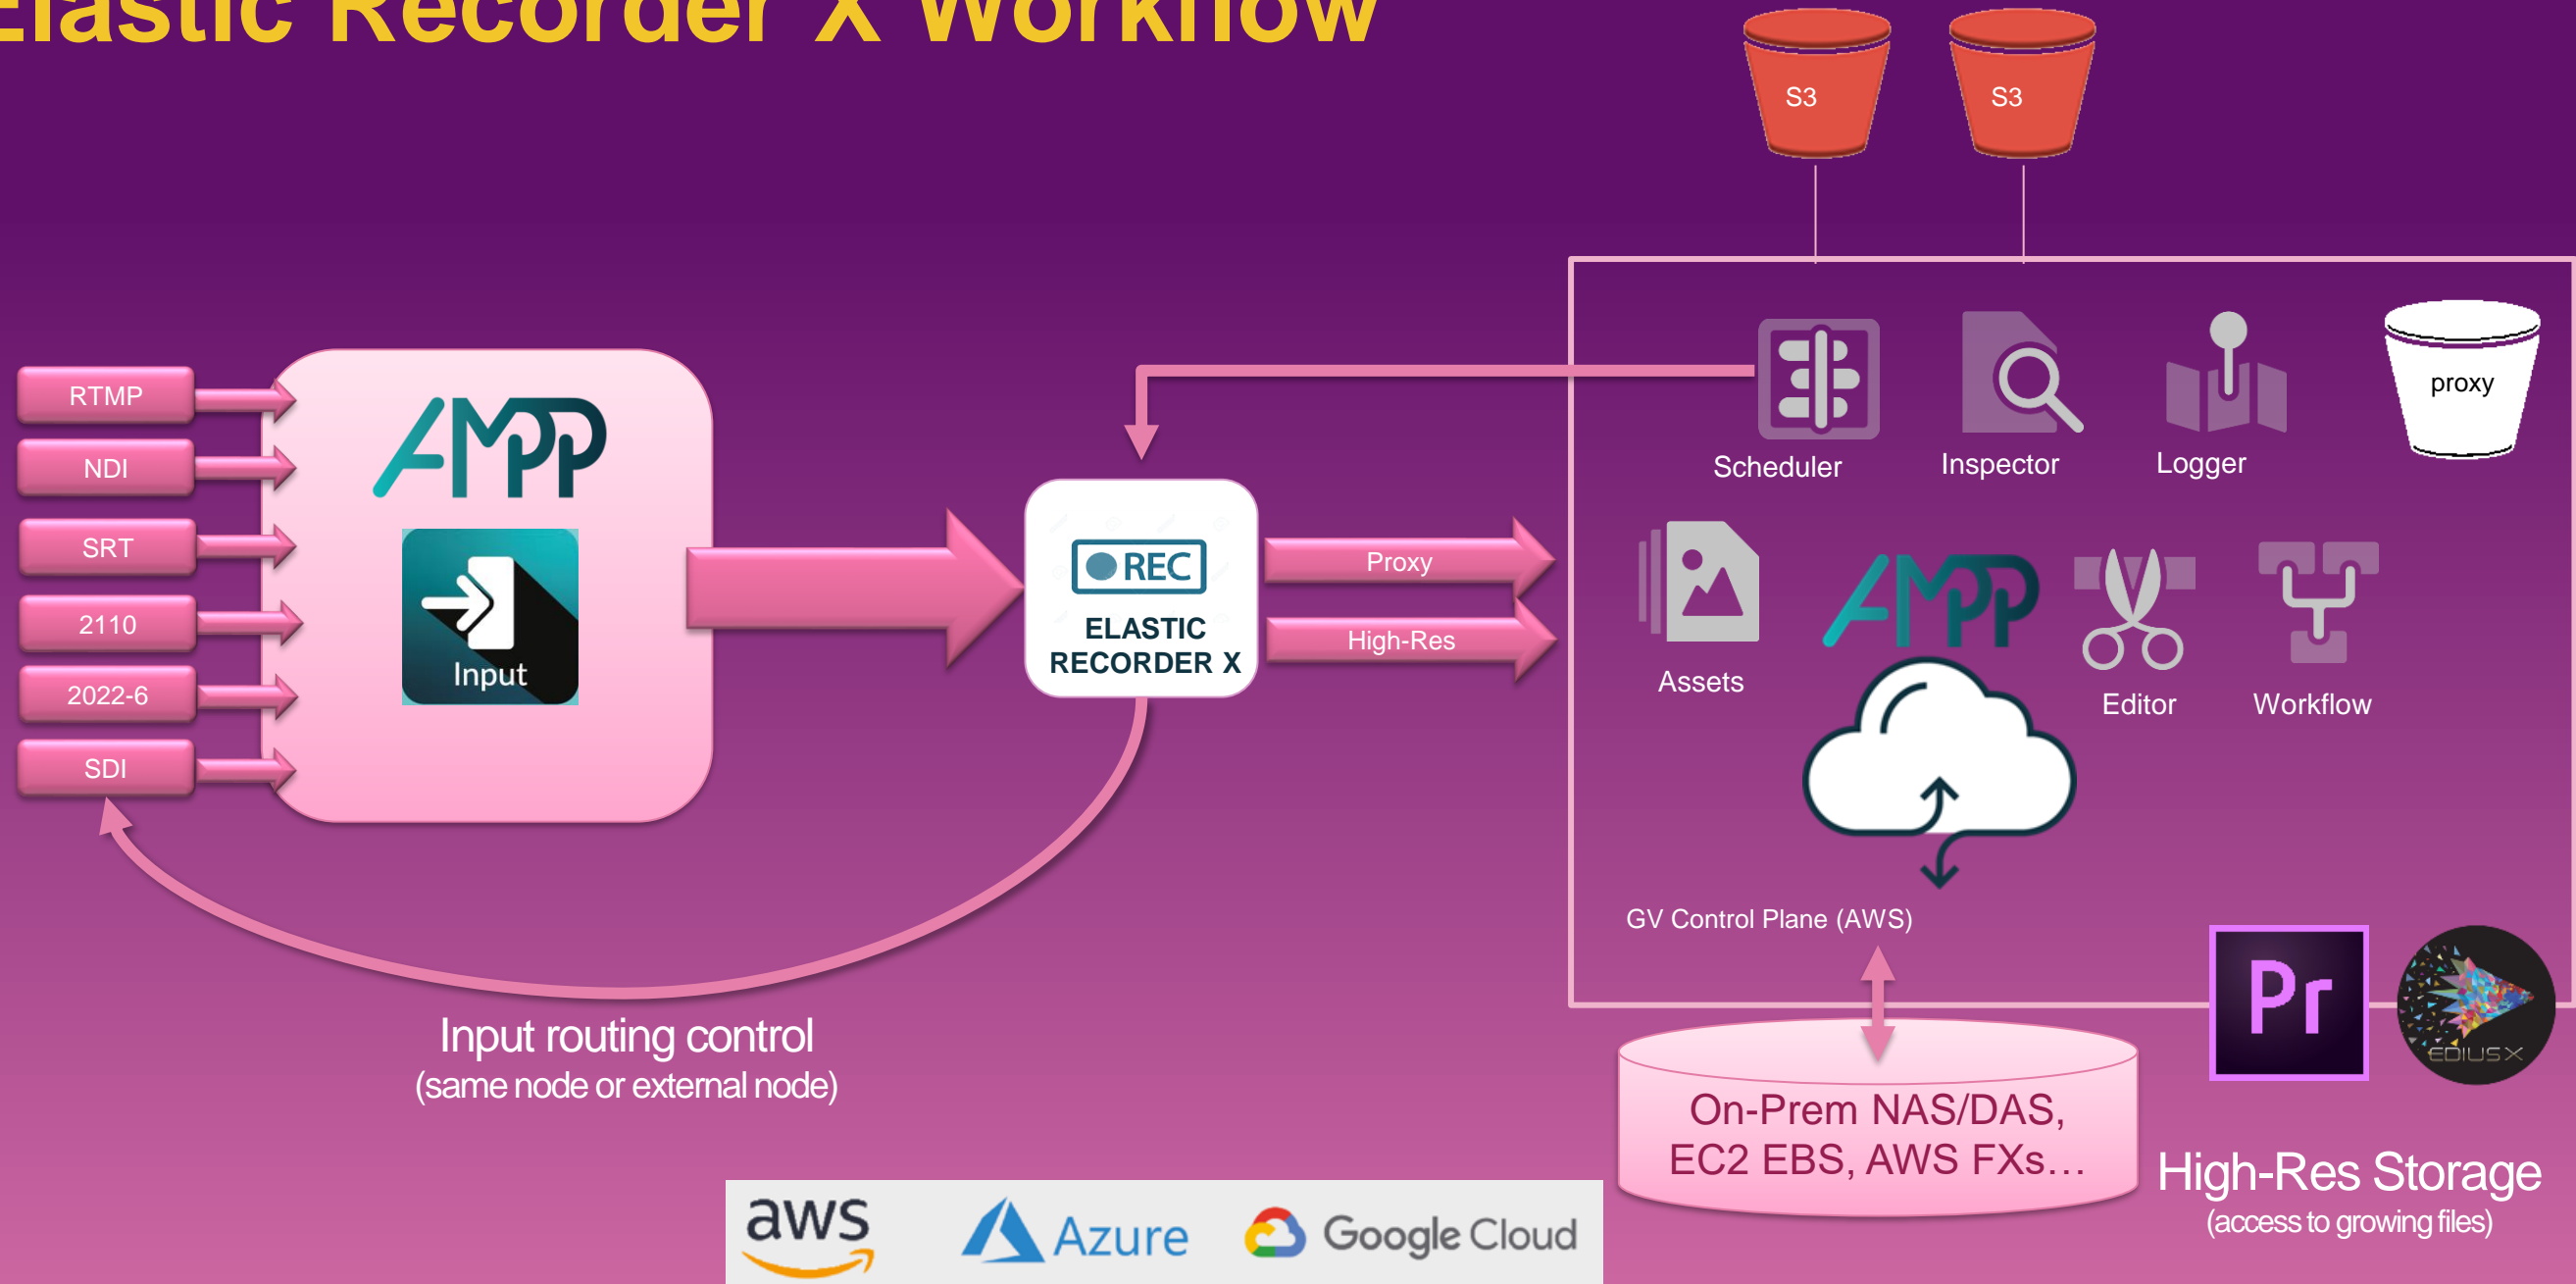 Elastic Recorder X Workflow
S3
S3
RTMP
NDI
SRT
2110
2022-6
SDI
AMPP
Input
REC
ELASTIC
RECORDER X
Proxy
High-Res
Scheduler
Inspector
Logger
proxy
Assets
AMPP
Editor
Workflow
GV Control Plane (AWS)
Pr
EDIUS X
Input routing control
(same node or external node)
On-Prem NAS/DAS,
EC2 EBS, AWS FXs…
High-Res Storage
(access to growing files)
aws
Azure
Google Cloud